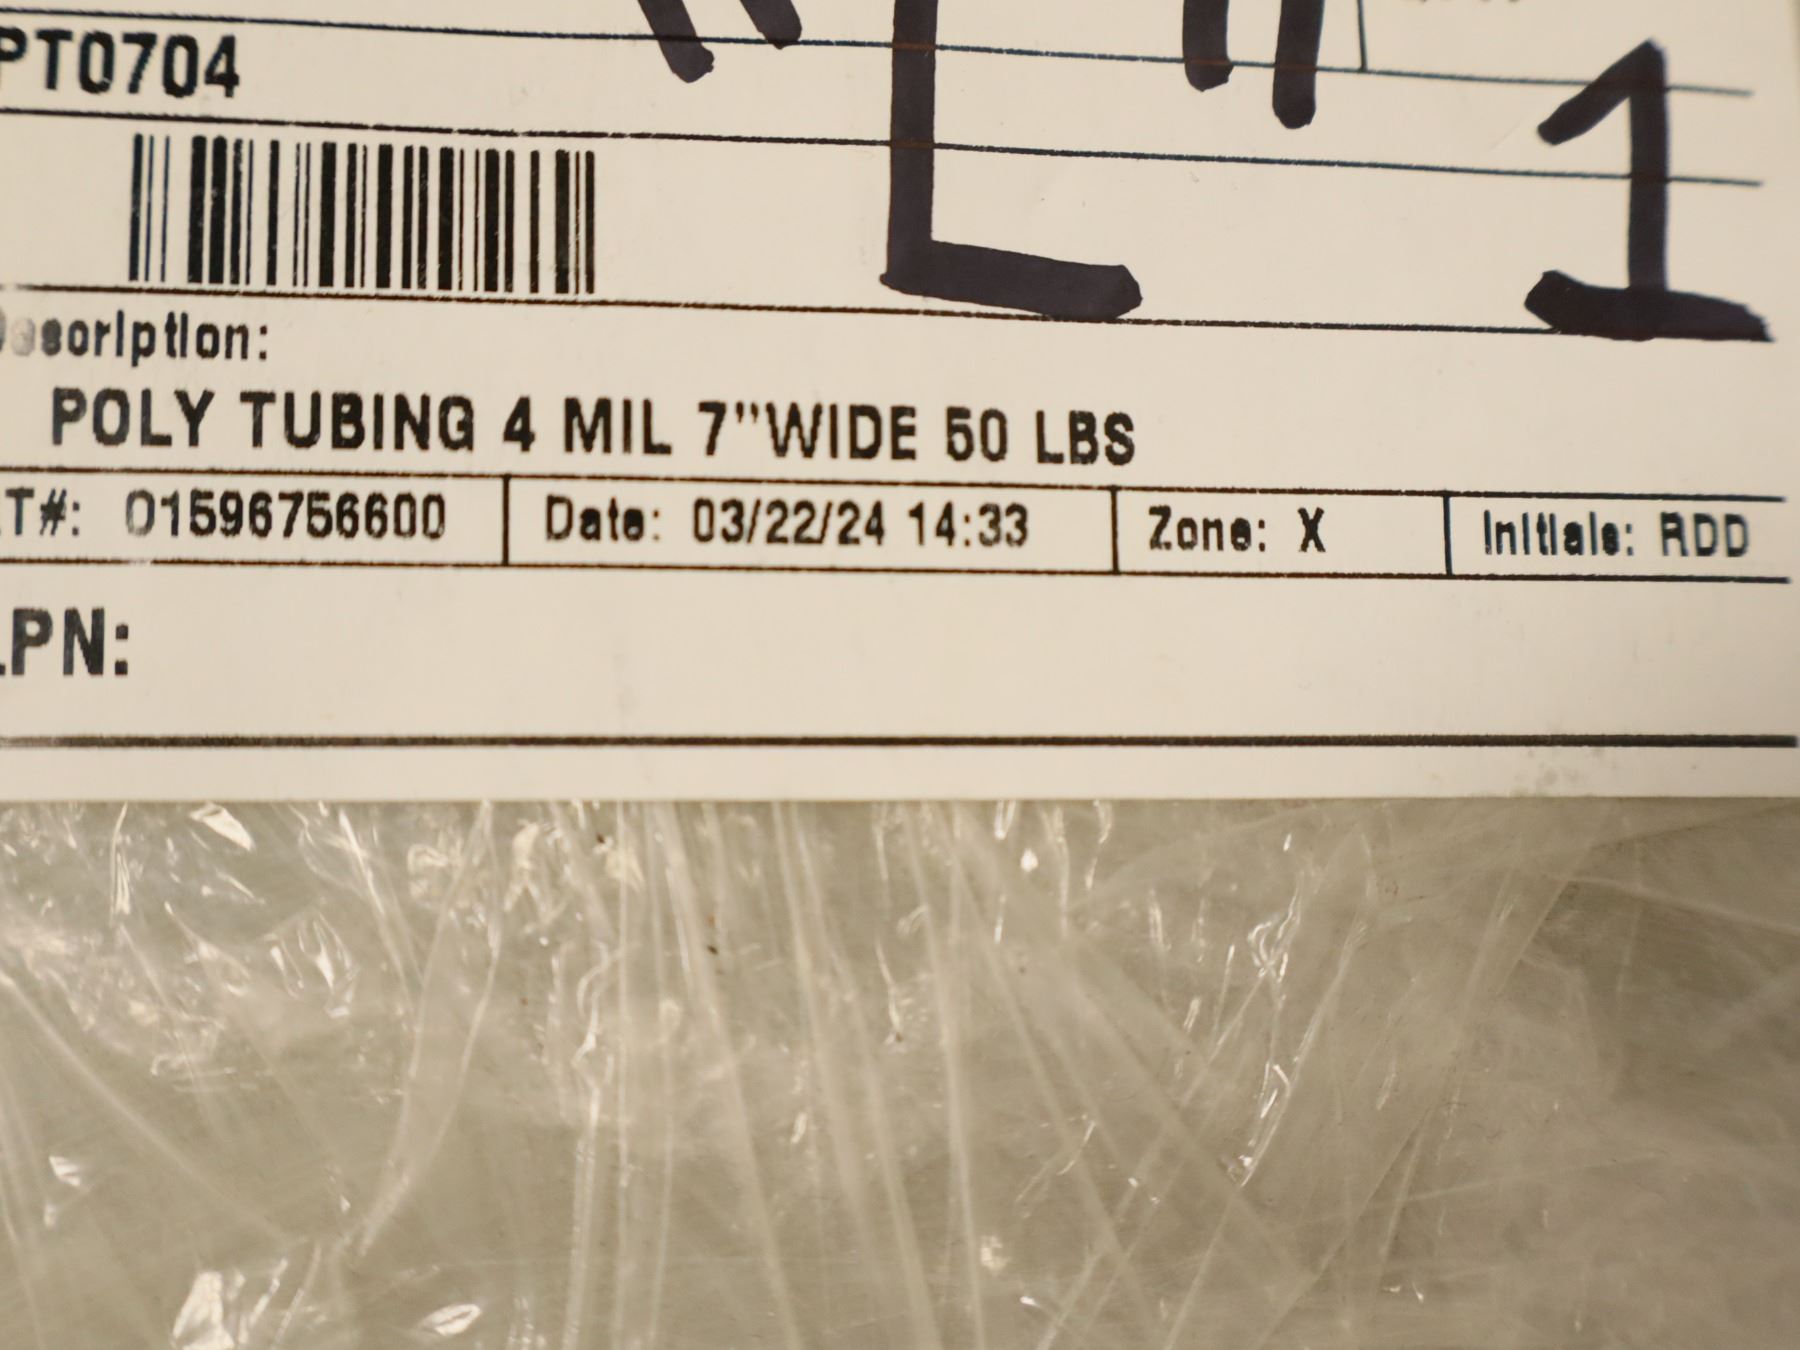 PT0704
L
1
Description:
POLY TUBING 4 MIL 7"WIDE 50 LBS
T#: 01596756600 Date: 03/22/24 14:33 Zone: X Initials: RDD
LPN: